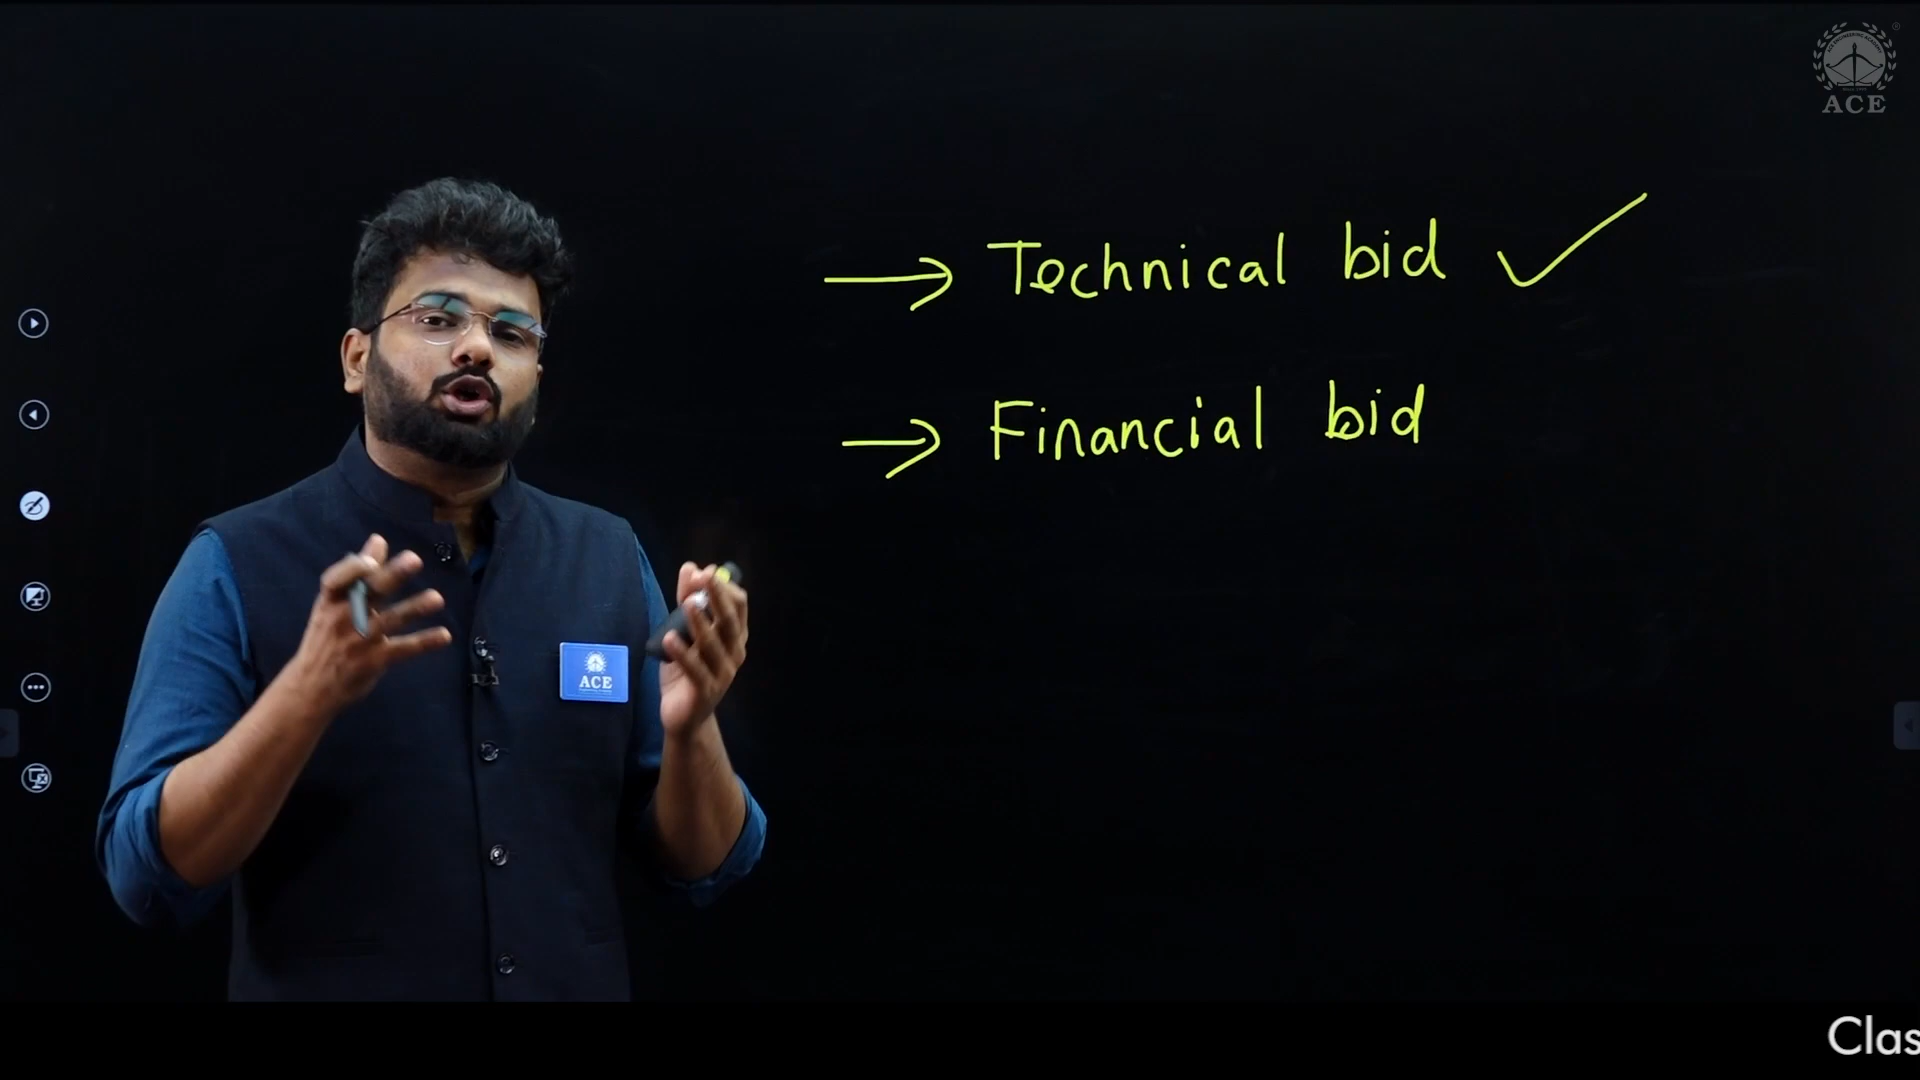 ACE
→ Technical bid ✓
→ Financial bid
ACE
Clas